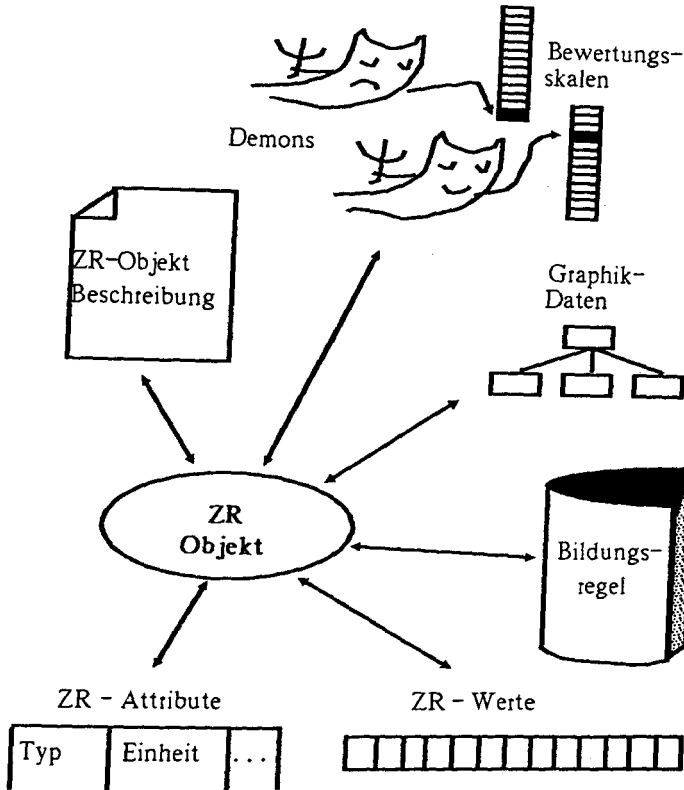 Bewertungs-
skalen
Demons
ZR-Objekt
Beschreibung
Graphik-
Daten
ZR
Objekt
Bildungs-
regel
ZR - Attribute
ZR - Werte
Typ
Einheit
...